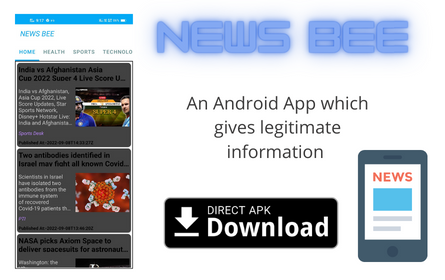 NEWS BEE
HOME HEALTH SPORTS TECHNOLO
India vs Afghanistan Asia
Cup 2022 Super 4 Live Score U...
India vs Afghanistan,
Asia Cup 2022, Live
Score Updates, Star
Sports Network,
Disney+ Hotstar Live:
India and Afghanista...
Sports Desk
Two antibodies identified in
Israel may fight all known Covid...
Scientists in Israel
have isolated two
antibodies from the
immune system
of recovered
Covid-19 patients th...
PTI
NASA picks Axiom Space to
deliver spacesuits for astronaut...
Washington: the
NEWS BEE
An Android App which
gives legitimate
information
DIRECT APK
Download
NEWS